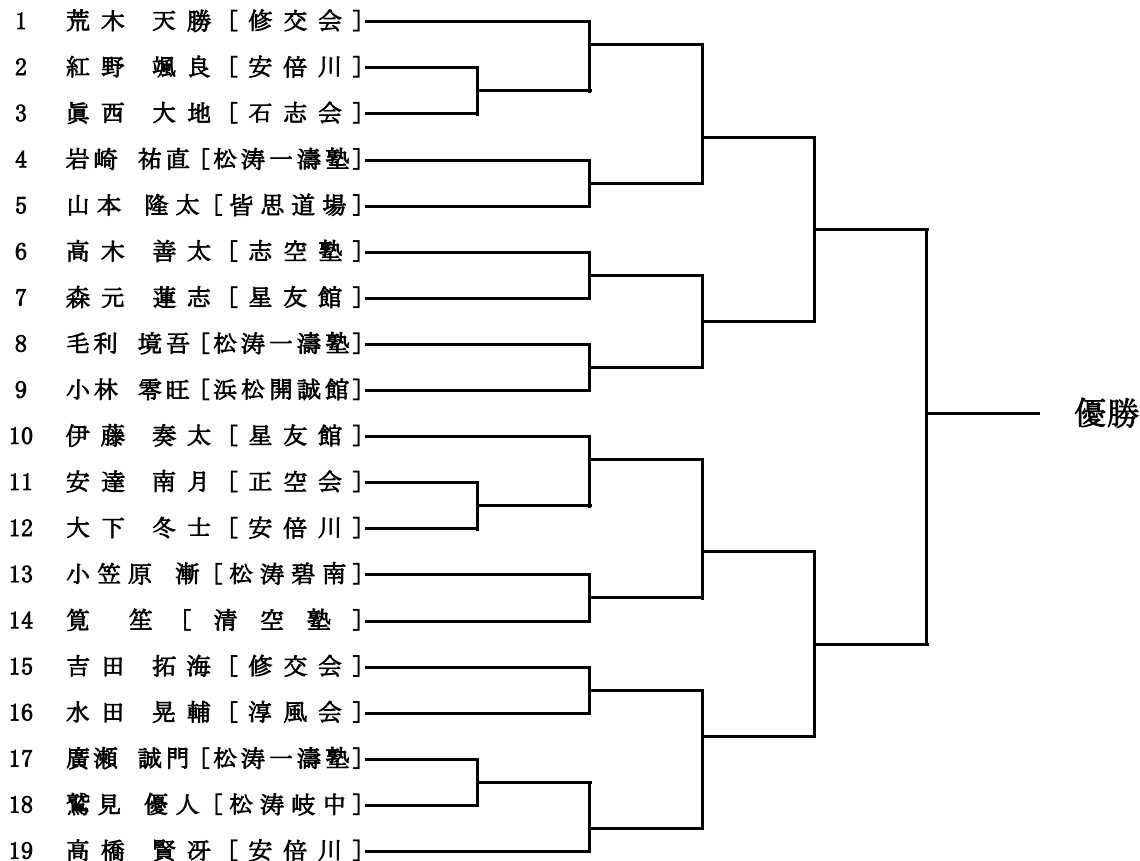 1 荒木 天勝 [修交会]
2 紅野 颯良 [安倍川]
3 眞西 大地 [石志会]
4 岩崎 祐直 [松涛一濤塾]
5 山本 隆太 [皆思道場]
6 高木 善太 [志空塾]
7 森元 蓮志 [星友館]
8 毛利 境吾 [松涛一濤塾]
9 小林 零旺 [浜松開誠館]
優勝
10 伊藤 奏太 [星友館]
11 安達 南月 [正空会]
12 大下 冬士 [安倍川]
13 小笠原 漸 [松涛碧南]
14 筧 笙 [清空塾]
15 吉田 拓海 [修交会]
16 水田 晃輔 [淳風会]
17 廣瀬 誠門 [松涛一濤塾]
18 鷲見 優人 [松涛岐中]
19 高橋 賢冴 [安倍川]